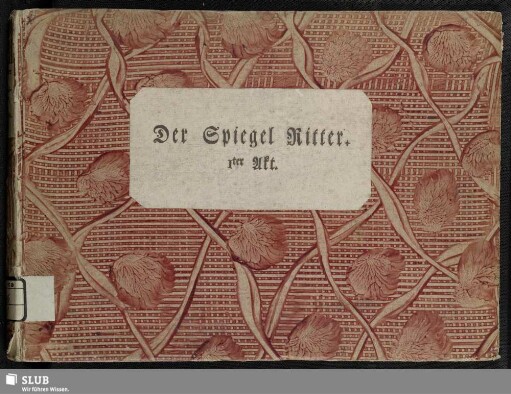 Der Spiegel Ritter.
1ter Akt.
SLUB
Wir führen Wissen.